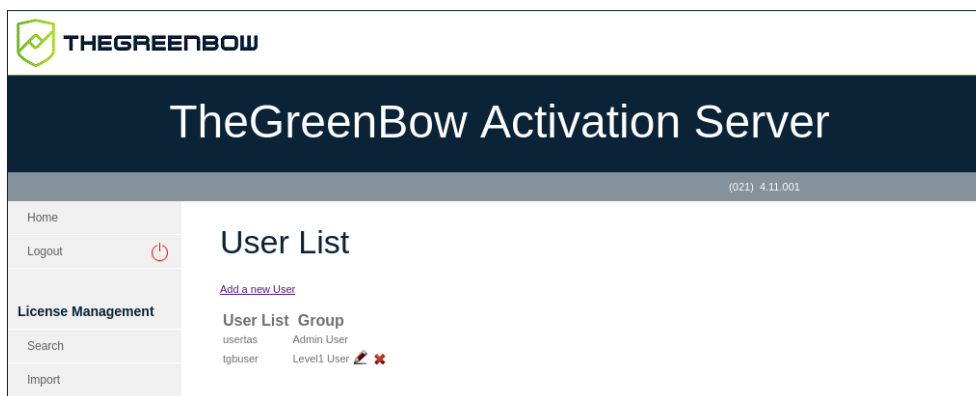 THEGREENBOW
TheGreenBow Activation Server
(021) 4.11.001
Home
Logout
License Management
Search
Import
User List
Add a new User
User List Group
usertas Admin User
tgbuser Level1 User